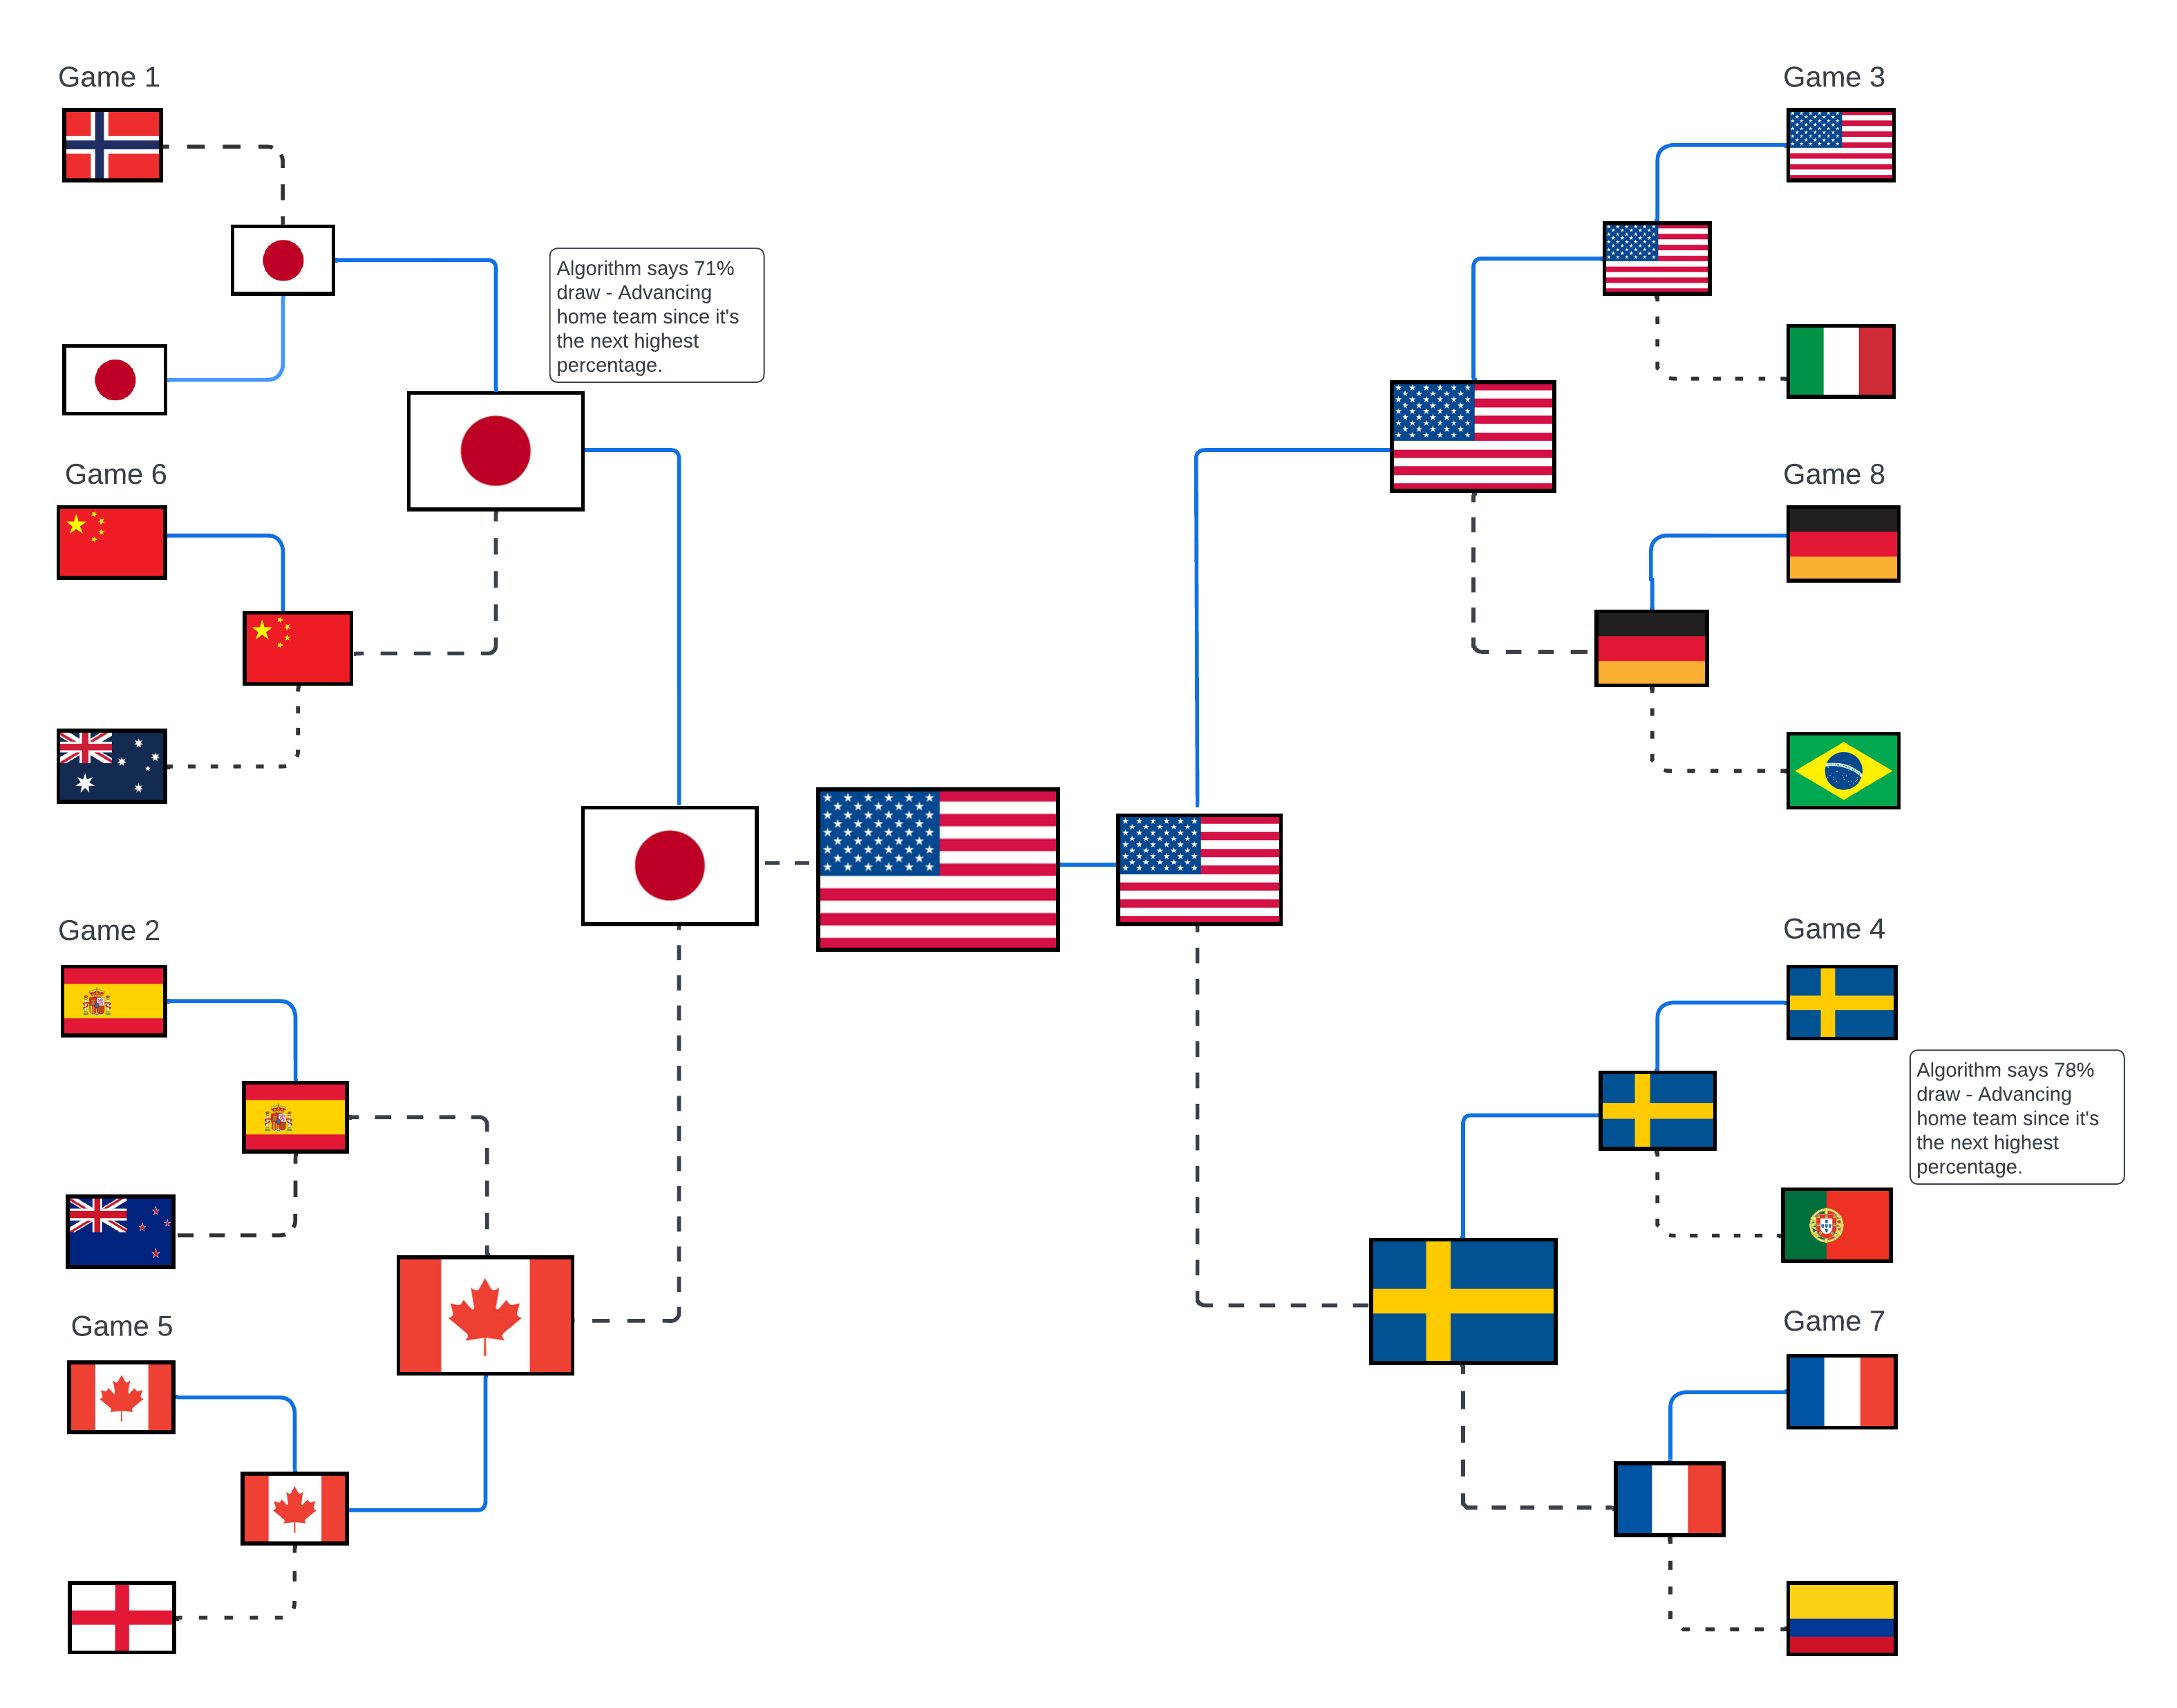 Game 1
Game 3
Algorithm says 71%
draw - Advancing
home team since it's
the next highest
percentage.
Game 6
Game 8
Game 2
Game 4
Algorithm says 78%
draw - Advancing
home team since it's
the next highest
percentage.
Game 5
Game 7